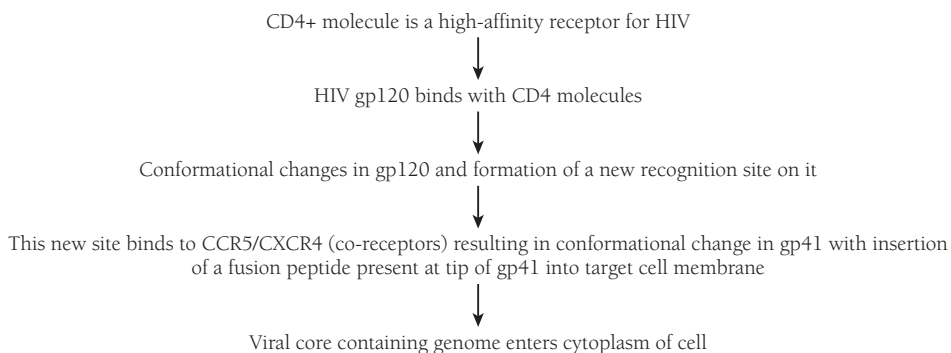 CD4+ molecule is a high-affinity receptor for HIV
HIV gp120 binds with CD4 molecules
Conformational changes in gp120 and formation of a new recognition site on it
This new site binds to CCR5/CXCR4 (co-receptors) resulting in conformational change in gp41 with insertion
of a fusion peptide present at tip of gp41 into target cell membrane
Viral core containing genome enters cytoplasm of cell